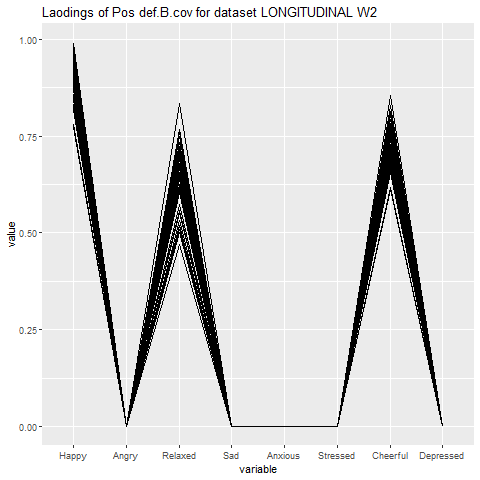 Laodings of Pos def.B.cov for dataset LONGITUDINAL W2
1.00
0.75
0.50
0.25
0.00
value
Happy Angry Relaxed Sad Anxious Stressed Cheerful Depressed
variable